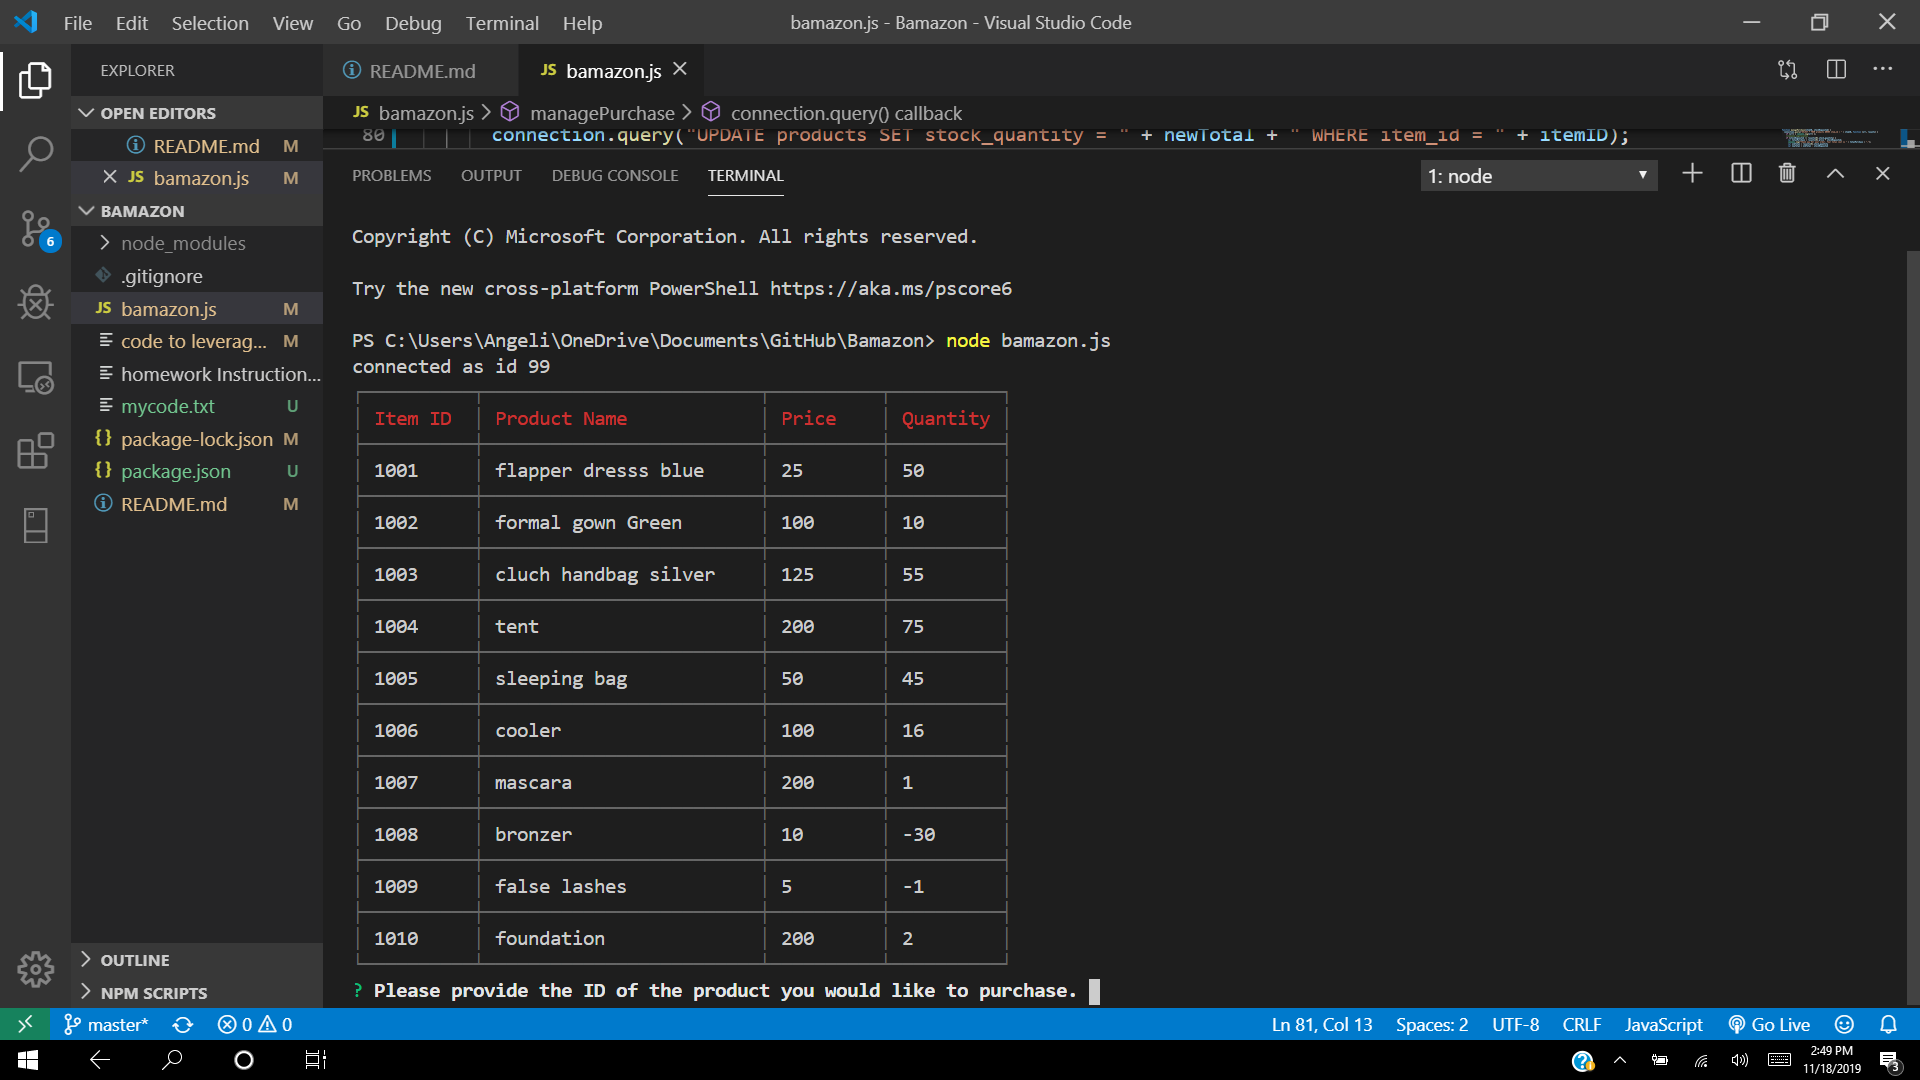 File Edit Selection View Go Debug Terminal Help
bamazon.js - Bamazon - Visual Studio Code
EXPLORER
OPEN EDITORS
README.md M
JS bamazon.js M
BAMAZON
node_modules
.gitignore
JS bamazon.js M
code to leverag... M
homework Instruction...
mycode.txt U
{} package-lock.json M
{} package.json U
README.md M
OUTLINE
NPM SCRIPTS
6
README.md
JS bamazon.js
JS bamazon.js > managePurchase > connection.query() callback
80 connection.query("UPDATE products SET stock_quantity = " + newTotal + " WHERE item_id = " + itemID);
PROBLEMS OUTPUT DEBUG CONSOLE TERMINAL
1: node
Copyright (C) Microsoft Corporation. All rights reserved.
Try the new cross-platform PowerShell https://aka.ms/pscore6
PS C:\Users\Angeli\OneDrive\Documents\GitHub\Bamazon> node bamazon.js
connected as id 99
Item ID Product Name Price Quantity
1001 flapper dresss blue 25 50
1002 formal gown Green 100 10
1003 cluch handbag silver 125 55
1004 tent 200 75
1005 sleeping bag 50 45
1006 cooler 100 16
1007 mascara 200 1
1008 bronzer 10 -30
1009 false lashes 5 -1
1010 foundation 200 2
? Please provide the ID of the product you would like to purchase.
master* 0 0
Ln 81, Col 13 Spaces: 2 UTF-8 CRLF JavaScript Go Live
2:49 PM
11/18/2019
3